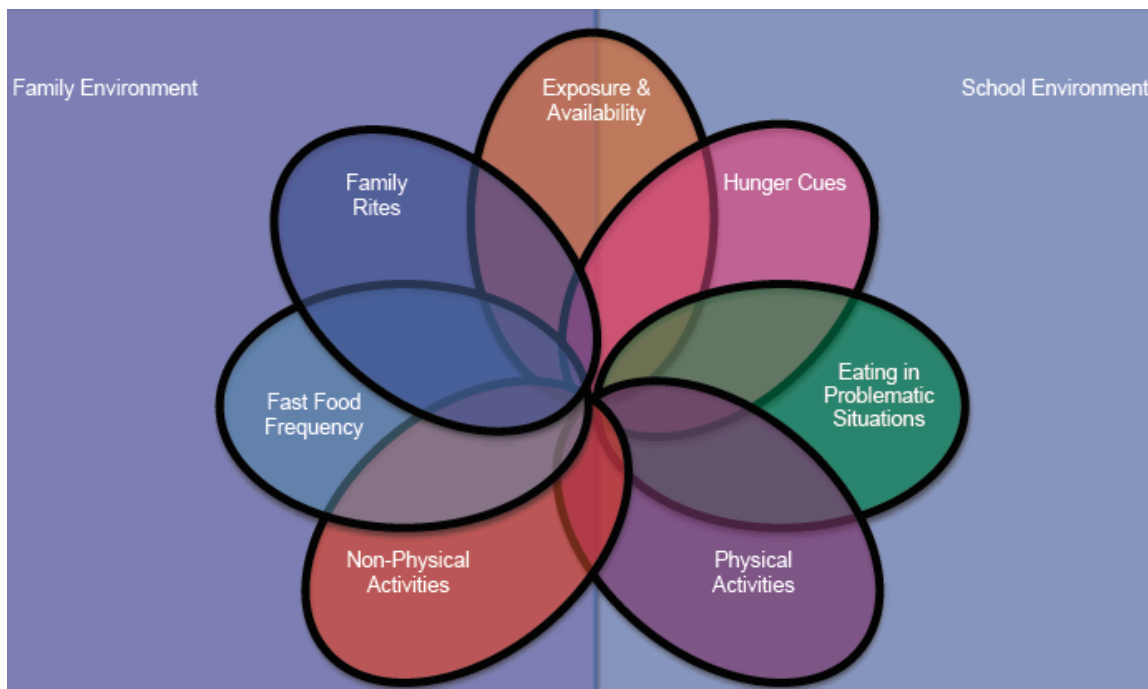 Family Environment
School Environment
Exposure &
Availability
Family
Rites
Hunger Cues
Fast Food
Frequency
Eating in
Problematic
Situations
Non-Physical
Activities
Physical
Activities